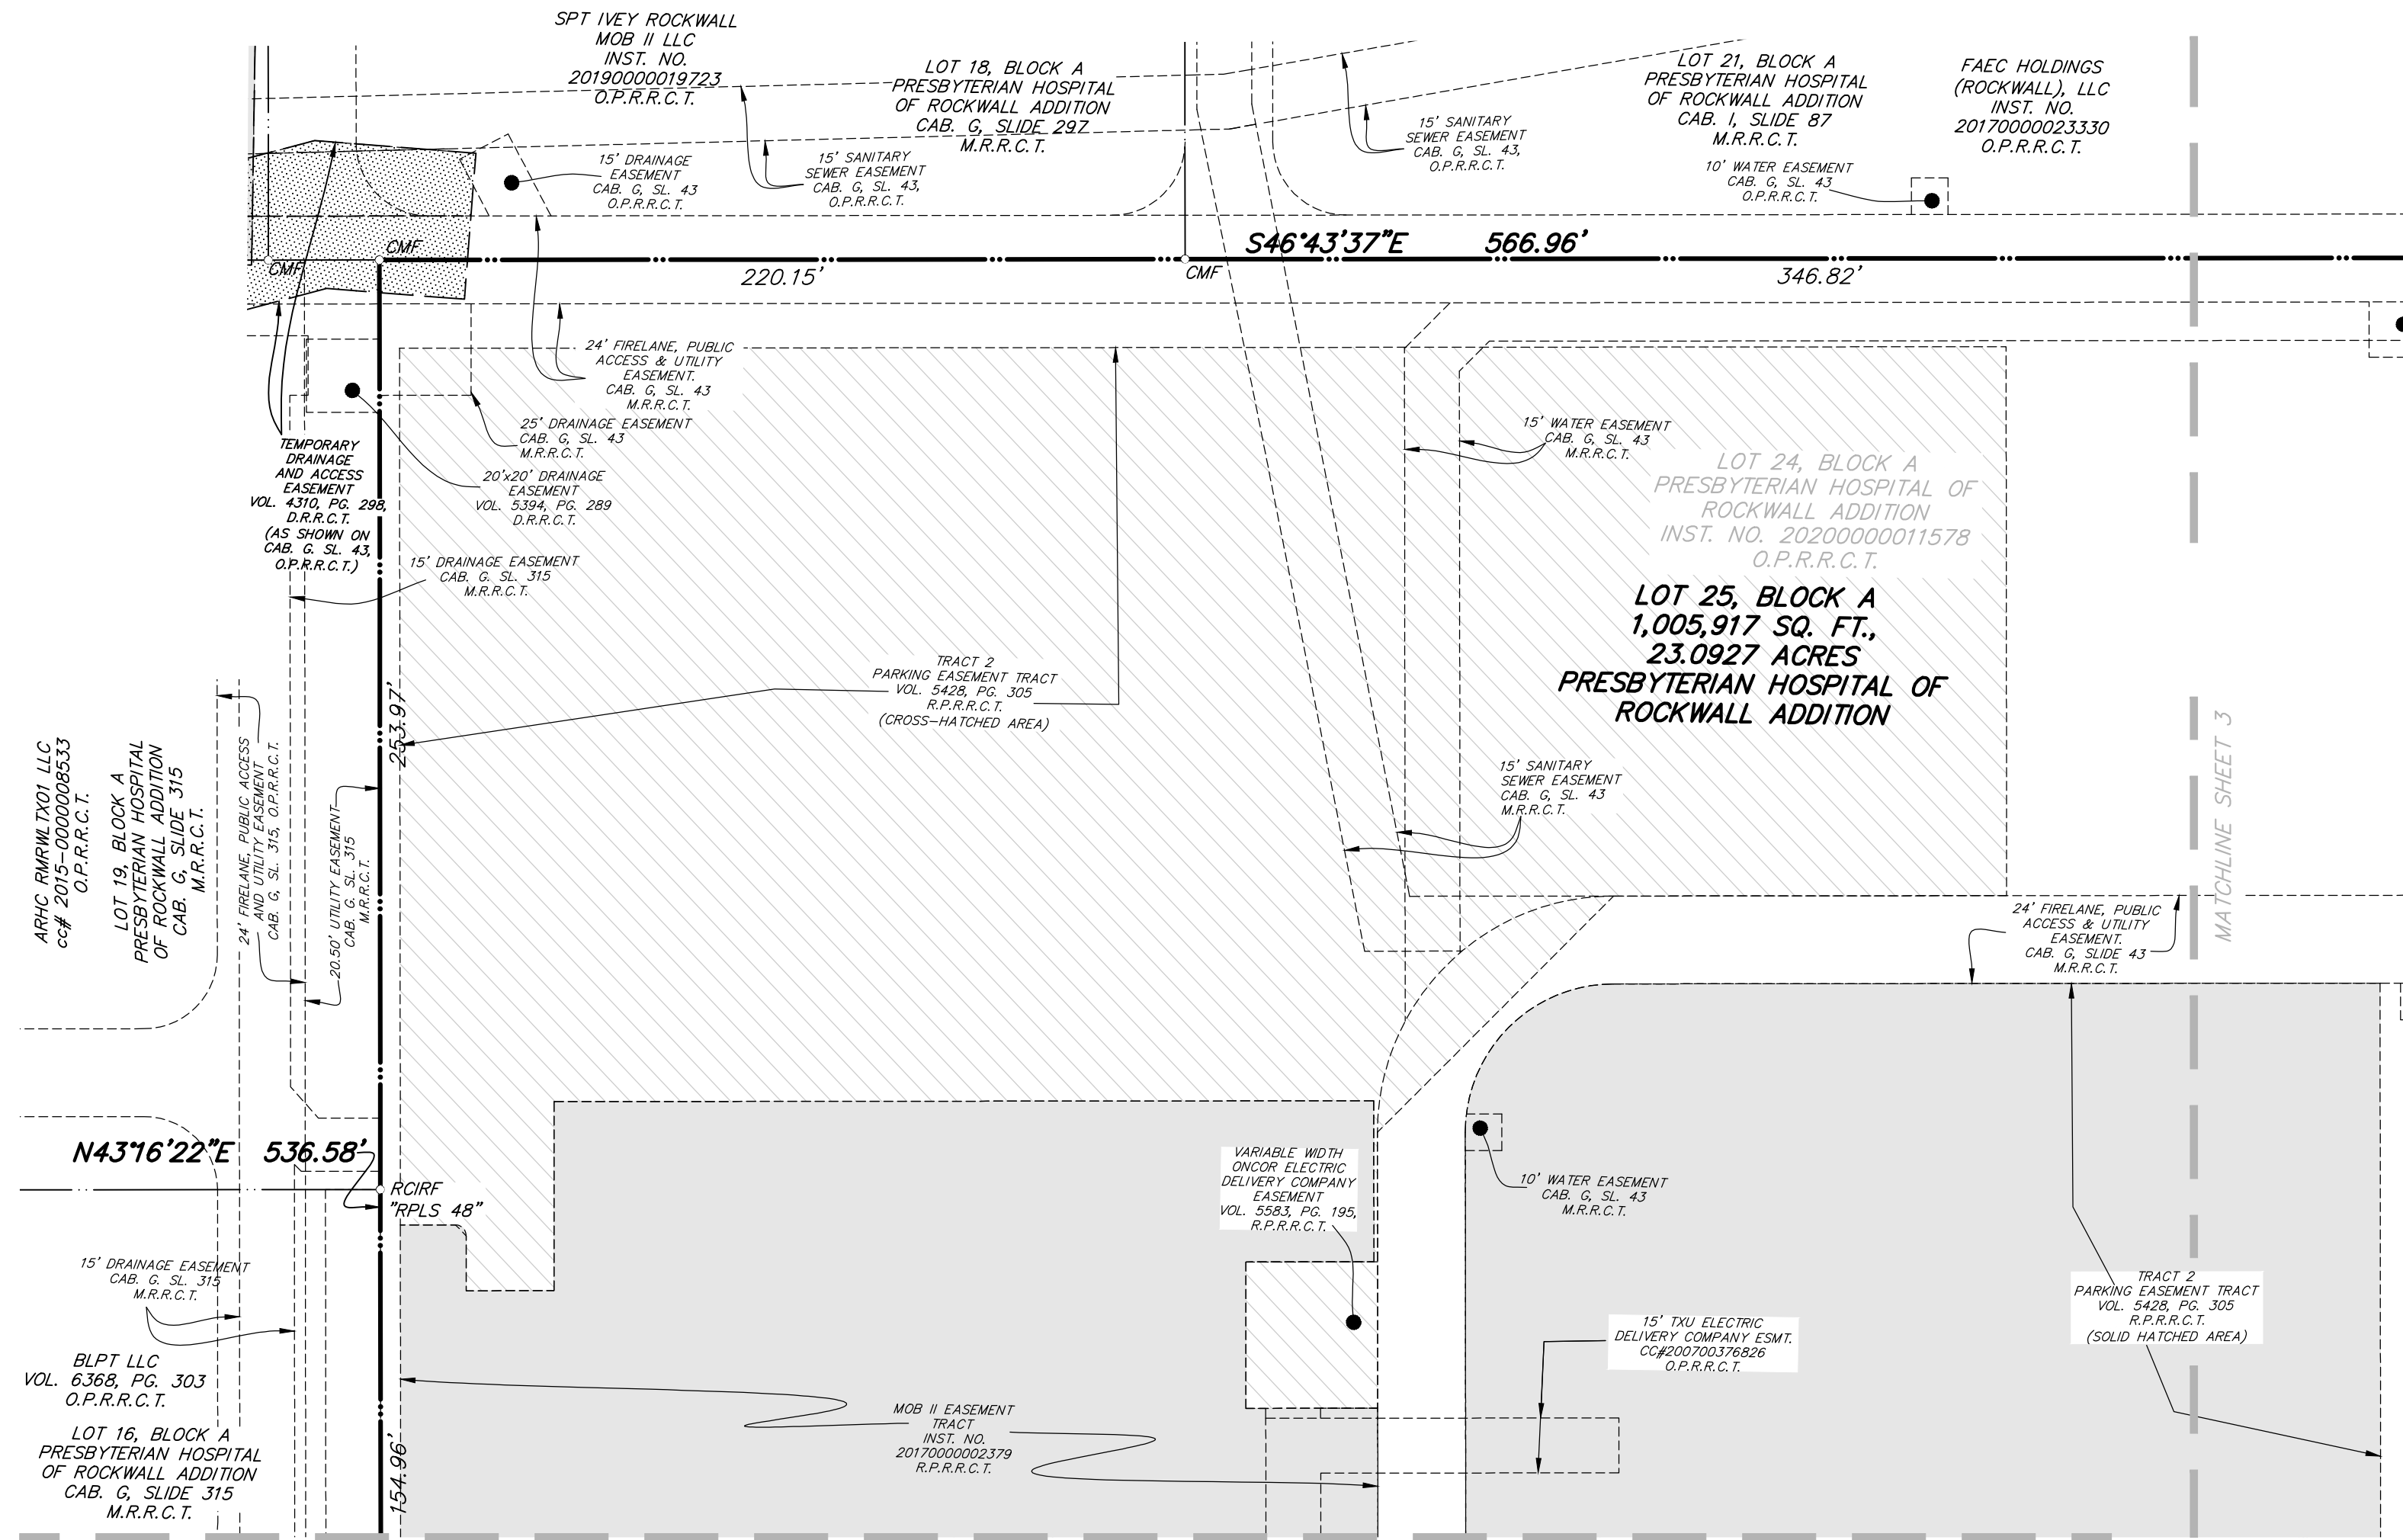 SPT IVEY ROCKWALL
MOB II LLC
INST. NO.
20190000019723
O.P.R.R.C.T.
LOT 18, BLOCK A
PRESBYTERIAN HOSPITAL
OF ROCKWALL ADDITION
CAB. G, SLIDE 297
M.R.R.C.T.
LOT 21, BLOCK A
PRESBYTERIAN HOSPITAL
OF ROCKWALL ADDITION
CAB. I, SLIDE 87
M.R.R.C.T.
FAEC HOLDINGS
(ROCKWALL), LLC
INST. NO.
20170000023330
O.P.R.R.C.T.
15' DRAINAGE
EASEMENT
CAB. G, SL. 43
O.P.R.R.C.T.
15' SANITARY
SEWER EASEMENT
CAB. G, SL. 43,
O.P.R.R.C.T.
15' SANITARY
SEWER EASEMENT
CAB. G, SL. 43,
O.P.R.R.C.T.
10' WATER EASEMENT
CAB. G, SL. 43
O.P.R.R.C.T.
CMF
CMF
CMF
S46°43'37"E 566.96'
220.15'
346.82'
24' FIRELANE, PUBLIC
ACCESS & UTILITY
EASEMENT.
CAB. G, SL. 43
M.R.R.C.T.
25' DRAINAGE EASEMENT
CAB. G, SL. 43
M.R.R.C.T.
20'x20' DRAINAGE
EASEMENT
VOL. 5394, PG. 289
D.R.R.C.T.
TEMPORARY
DRAINAGE
AND ACCESS
EASEMENT
VOL. 4310, PG. 298,
D.R.R.C.T.
(AS SHOWN ON
CAB. G. SL. 43,
O.P.R.R.C.T.)
15' DRAINAGE EASEMENT
CAB. G. SL. 315
M.R.R.C.T.
15' WATER EASEMENT
CAB. G, SL. 43
M.R.R.C.T.
LOT 24, BLOCK A
PRESBYTERIAN HOSPITAL OF
ROCKWALL ADDITION
INST. NO. 20200000011578
O.P.R.R.C.T.
LOT 25, BLOCK A
1,005,917 SQ. FT.,
23.0927 ACRES
PRESBYTERIAN HOSPITAL OF
ROCKWALL ADDITION
TRACT 2
PARKING EASEMENT TRACT
VOL. 5428, PG. 305
R.P.R.R.C.T.
(CROSS-HATCHED AREA)
253.97'
ARHC RMRWLTX01 LLC
cc# 2015-0000008533
O.P.R.R.C.T.
LOT 19, BLOCK A
PRESBYTERIAN HOSPITAL
OF ROCKWALL ADDITION
CAB. G, SLIDE 315
M.R.R.C.T.
24' FIRELANE, PUBLIC ACCESS
AND UTILITY EASEMENT
CAB. G, SL. 315, O.P.R.R.C.T.
20.50' UTILITY EASEMENT
CAB. G. SL. 315
M.R.R.C.T.
15' SANITARY
SEWER EASEMENT
CAB. G, SL. 43
M.R.R.C.T.
MATCHLINE SHEET 3
24' FIRELANE, PUBLIC
ACCESS & UTILITY
EASEMENT.
CAB. G, SLIDE 43
M.R.R.C.T.
N43°16'22"E 536.58'
RCIRF
"RPLS 48"
VARIABLE WIDTH
ONCOR ELECTRIC
DELIVERY COMPANY
EASEMENT
VOL. 5583, PG. 195,
R.P.R.R.C.T.
10' WATER EASEMENT
CAB. G, SL. 43
M.R.R.C.T.
15' DRAINAGE EASEMENT
CAB. G. SL. 315
M.R.R.C.T.
TRACT 2
PARKING EASEMENT TRACT
VOL. 5428, PG. 305
R.P.R.R.C.T.
(SOLID HATCHED AREA)
15' TXU ELECTRIC
DELIVERY COMPANY ESMT.
CC#200700376826
O.P.R.R.C.T.
BLPT LLC
VOL. 6368, PG. 303
O.P.R.R.C.T.
LOT 16, BLOCK A
PRESBYTERIAN HOSPITAL
OF ROCKWALL ADDITION
CAB. G, SLIDE 315
M.R.R.C.T.
154.96'
MOB II EASEMENT
TRACT
INST. NO.
20170000002379
R.P.R.R.C.T.